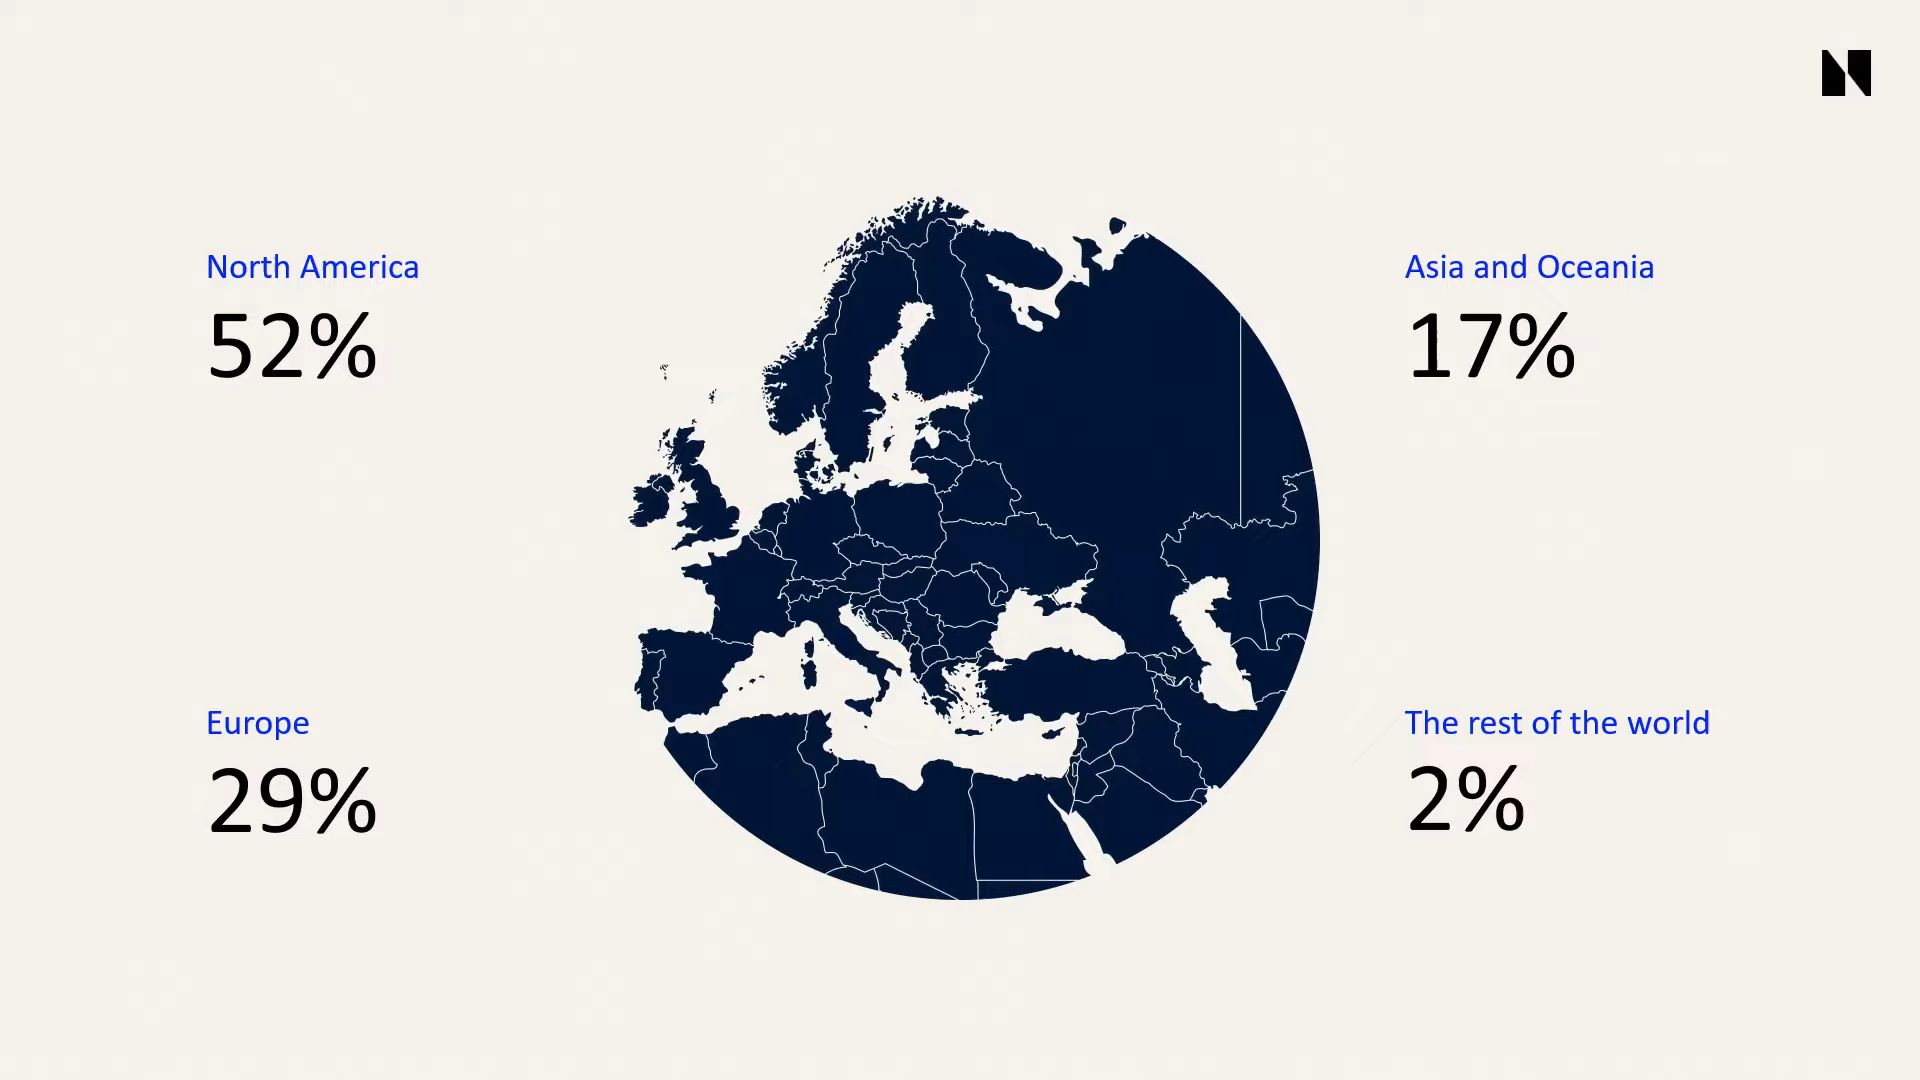 North America
52%
Asia and Oceania
17%
Europe
29%
The rest of the world
2%